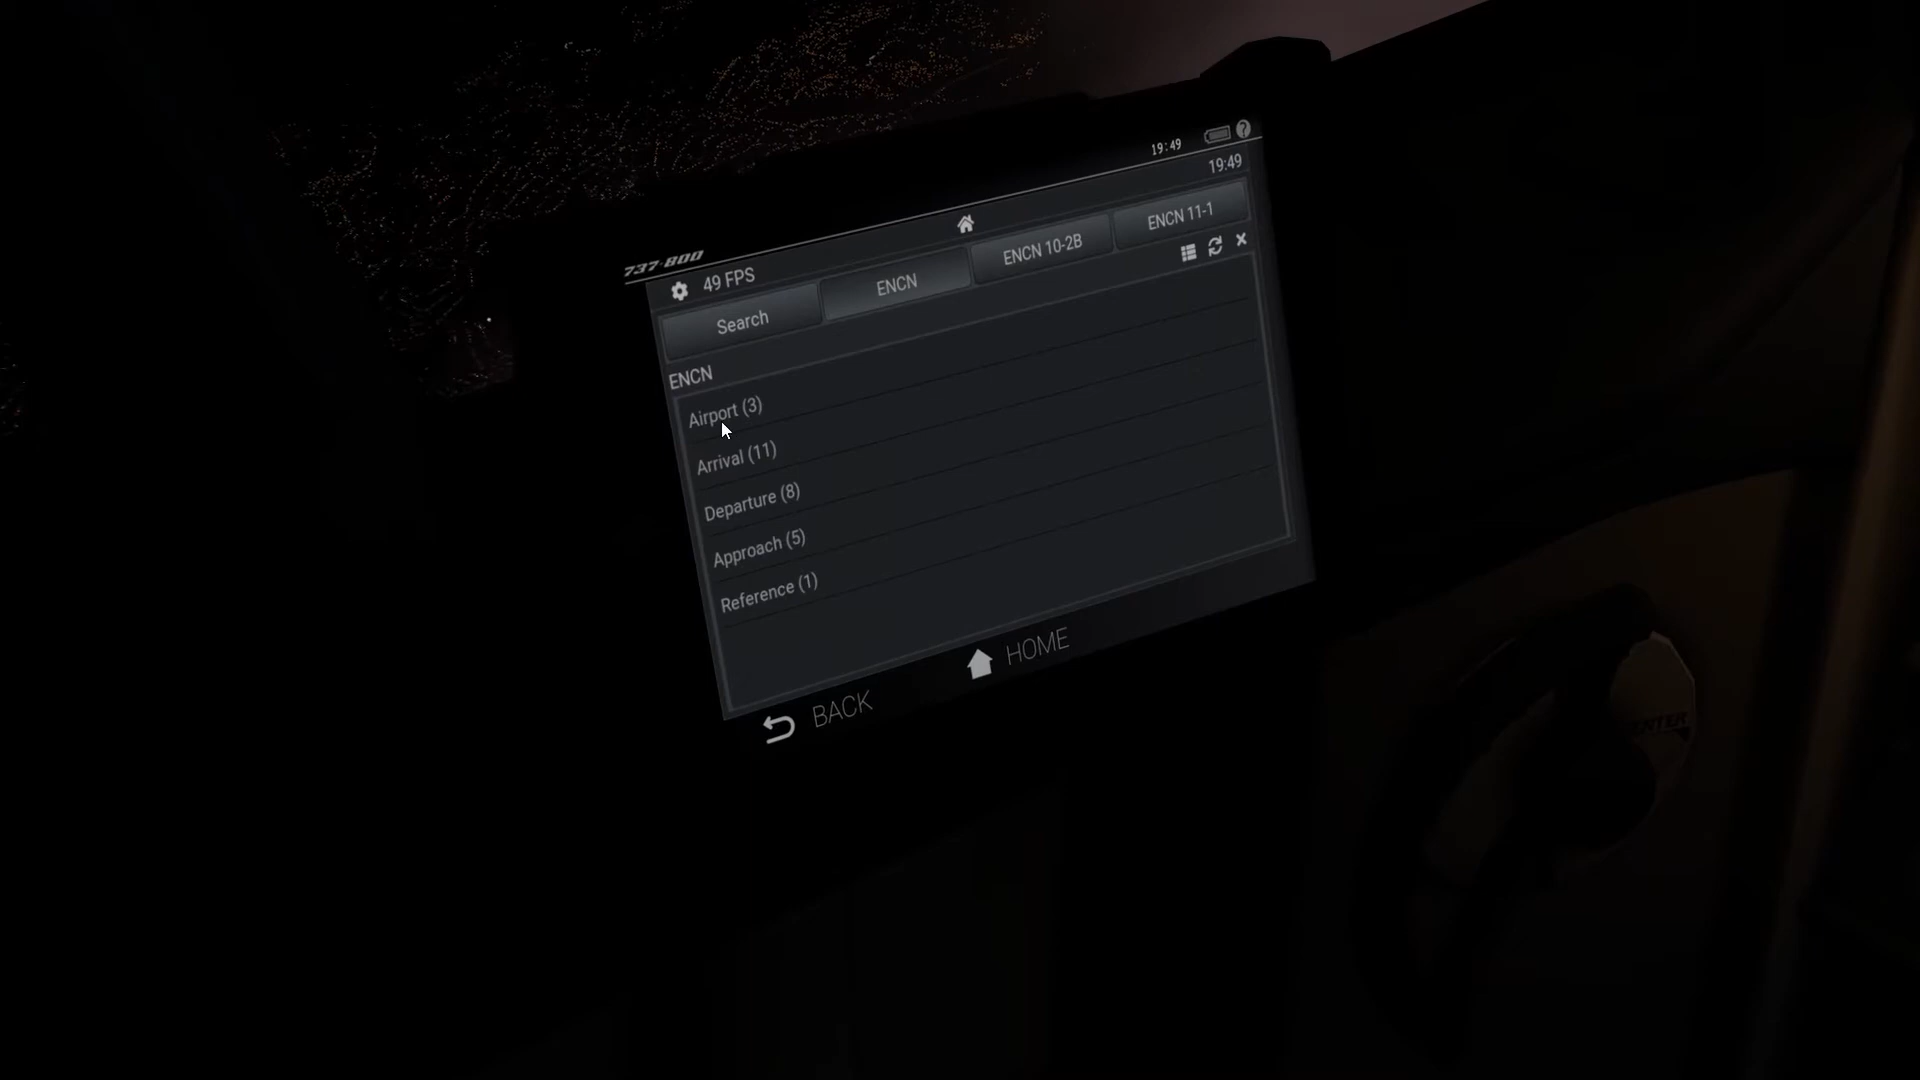 19:49
737-800
49 FPS
19:49
Search
ENCN
ENCN 10-2B
ENCN 11-1
ENCN
Airport (3)
Arrival (11)
Departure (8)
Approach (5)
Reference (1)
BACK
HOME